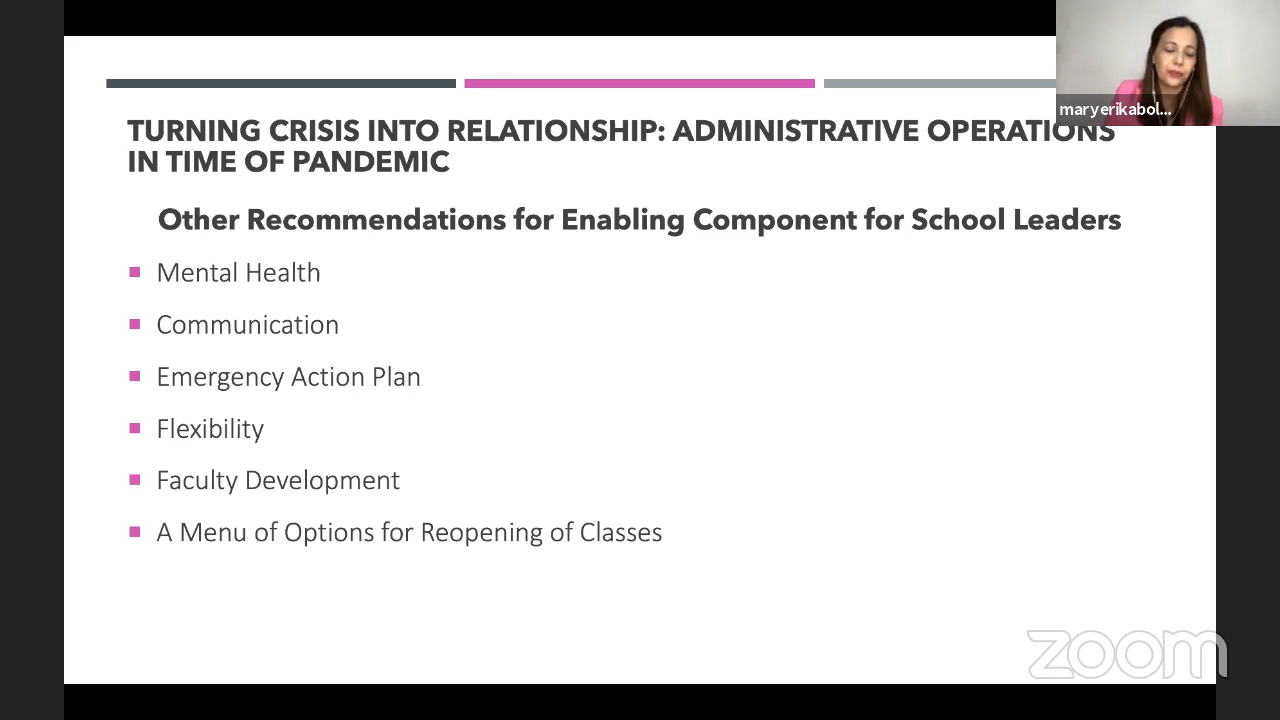 maryerikabol...
TURNING CRISIS INTO RELATIONSHIP: ADMINISTRATIVE OPERATIONS
IN TIME OF PANDEMIC
Other Recommendations for Enabling Component for School Leaders
Mental Health
Communication
Emergency Action Plan
Flexibility
Faculty Development
A Menu of Options for Reopening of Classes
zoom